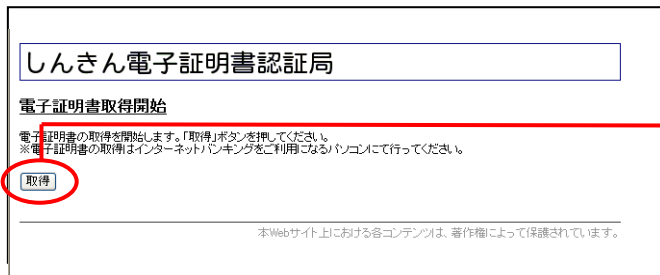 しんきん電子証明書認証局
電子証明書取得開始
電子証明書の取得を開始します。「取得」ボタンを押してください。
※電子証明書の取得はインターネットバンキングをご利用になるパソコンにて行ってください。
取得
本Webサイト上における各コンテンツは、著作権によって保護されています。